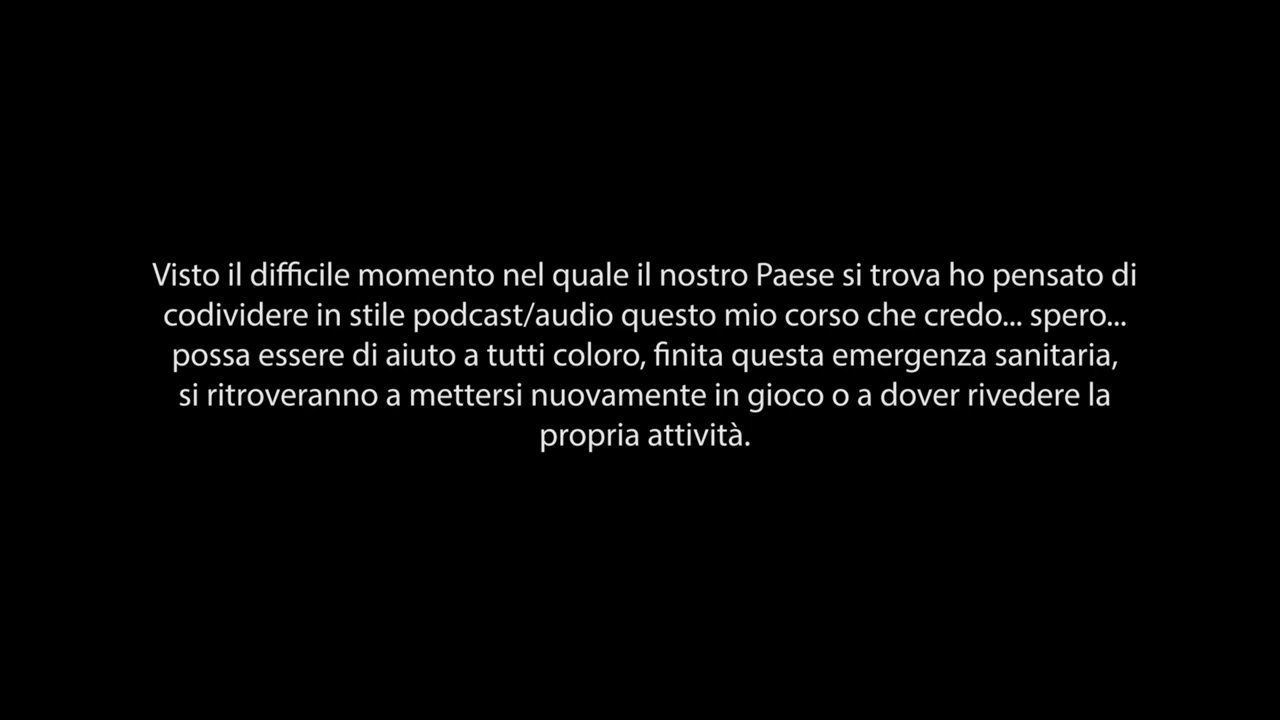 Visto il difficile momento nel quale il nostro Paese si trova ho pensato di
codividere in stile podcast/audio questo mio corso che credo... spero...
possa essere di aiuto a tutti coloro, finita questa emergenza sanitaria,
si ritroveranno a mettersi nuovamente in gioco o a dover rivedere la
propria attività.